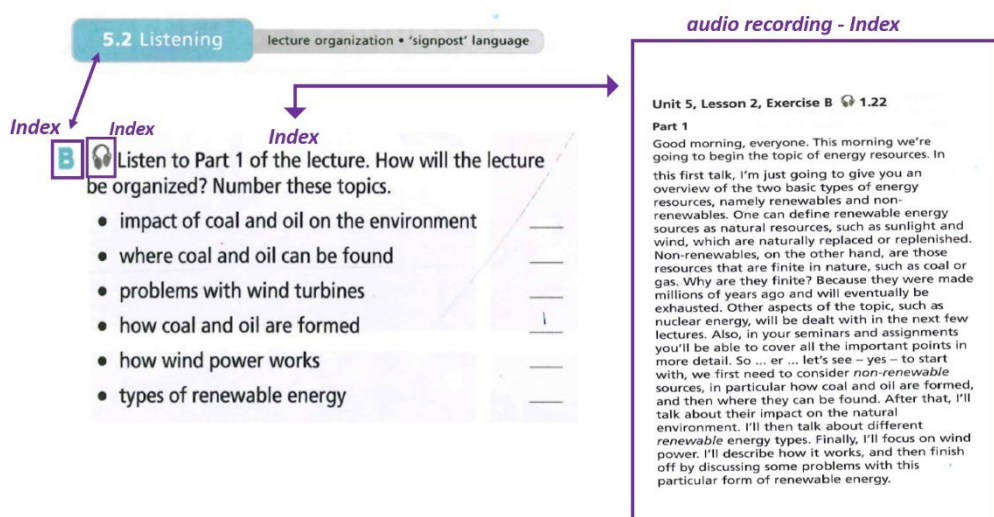 audio recording - Index
5.2 Listening
lecture organization • 'signpost' language
Index
Index
Index
B Listen to Part 1 of the lecture. How will the lecture
be organized? Number these topics.
• impact of coal and oil on the environment ___
• where coal and oil can be found ___
• problems with wind turbines ___
• how coal and oil are formed 1
• how wind power works ___
• types of renewable energy ___
Unit 5, Lesson 2, Exercise B 1.22
Part 1
Good morning, everyone. This morning we're
going to begin the topic of energy resources. In
this first talk, I'm just going to give you an
overview of the two basic types of energy
resources, namely renewables and non-
renewables. One can define renewable energy
sources as natural resources, such as sunlight and
wind, which are naturally replaced or replenished.
Non-renewables, on the other hand, are those
resources that are finite in nature, such as coal or
gas. Why are they finite? Because they were made
millions of years ago and will eventually be
exhausted. Other aspects of the topic, such as
nuclear energy, will be dealt with in the next few
lectures. Also, in your seminars and assignments
you'll be able to cover all the important points in
more detail. So ... er ... let's see – yes – to start
with, we first need to consider non-renewable
sources, in particular how coal and oil are formed,
and then where they can be found. After that, I'll
talk about their impact on the natural
environment. I'll then talk about different
renewable energy types. Finally, I'll focus on wind
power. I'll describe how it works, and then finish
off by discussing some problems with this
particular form of renewable energy.